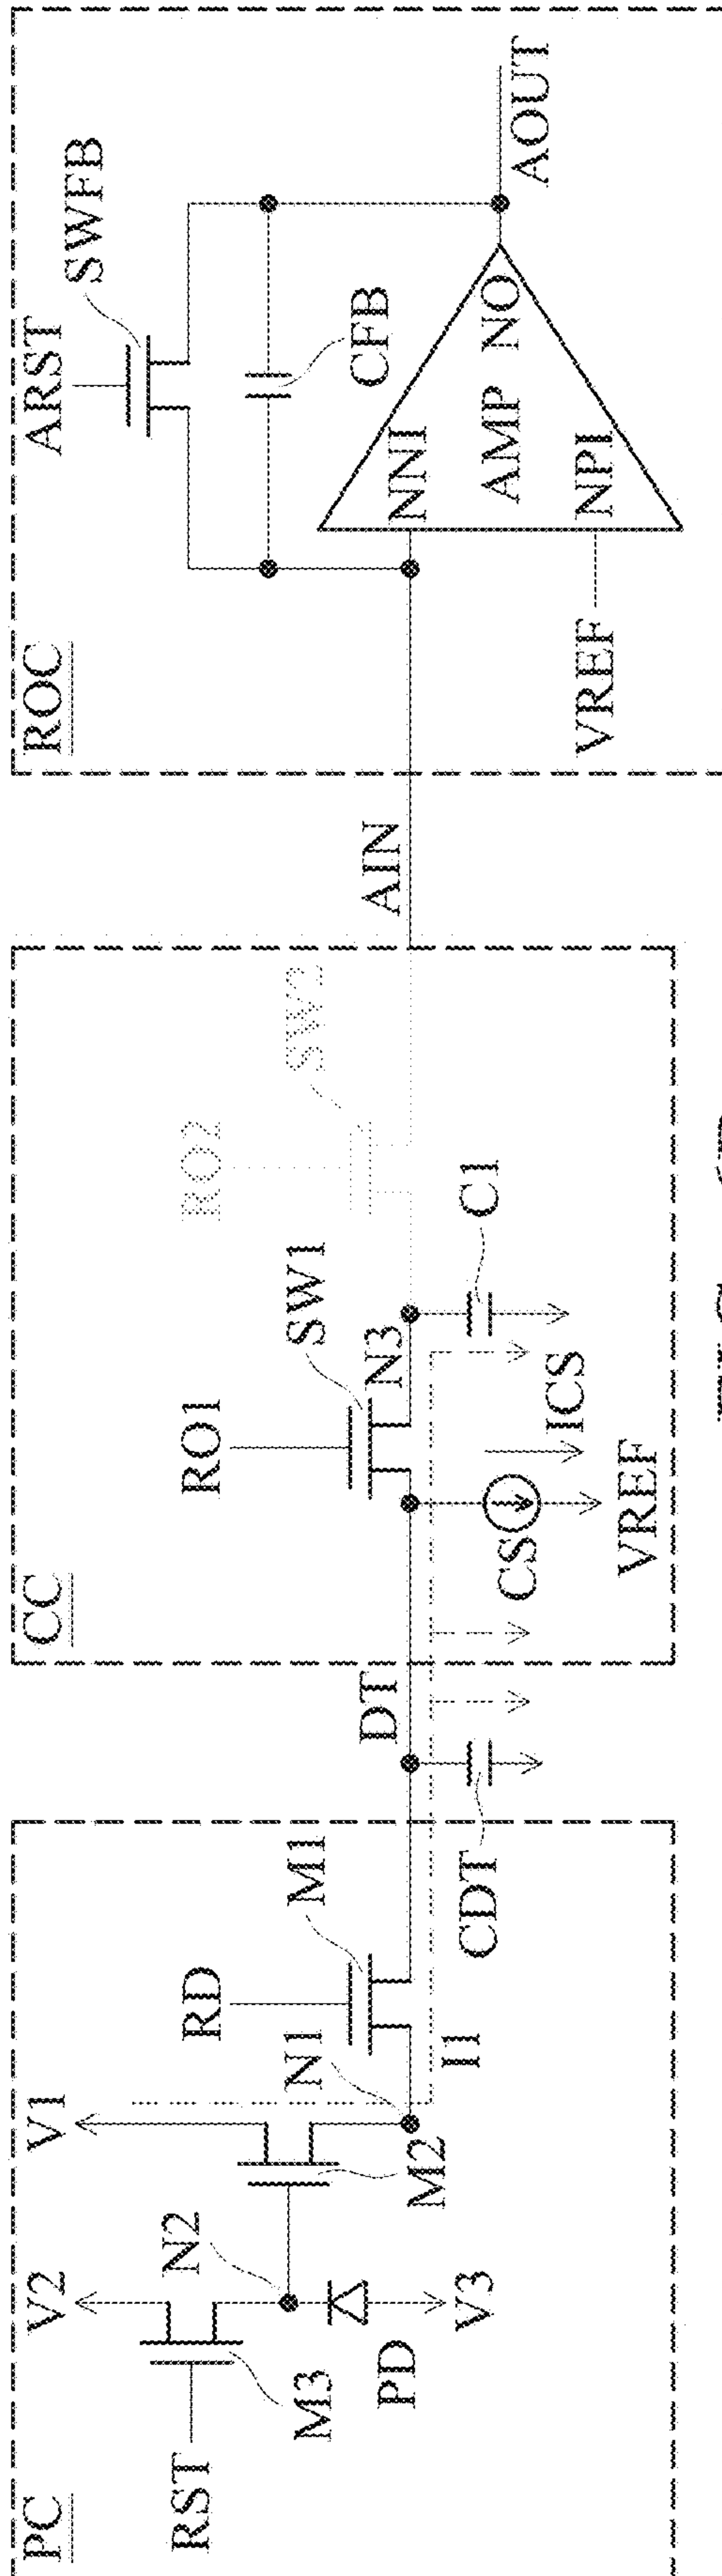 PC
V2
V1
RST
M3
N2
PD
V3
M2
N1
RD
M1
I1
CDT
DT
CC
RO1
SW1
N3
CS
ICS
VREF
C1
RO2
AIN
ROC
ARST
SWFB
CFB
NNI
AMP
NO
NPI
VREF
AOUT